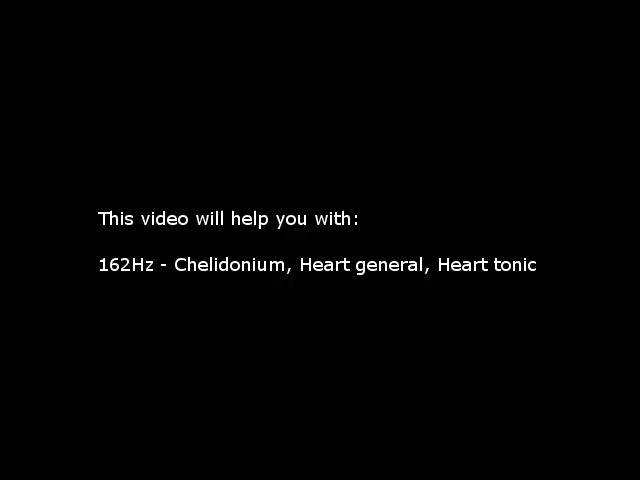 This video will help you with:
162Hz - Chelidonium, Heart general, Heart tonic